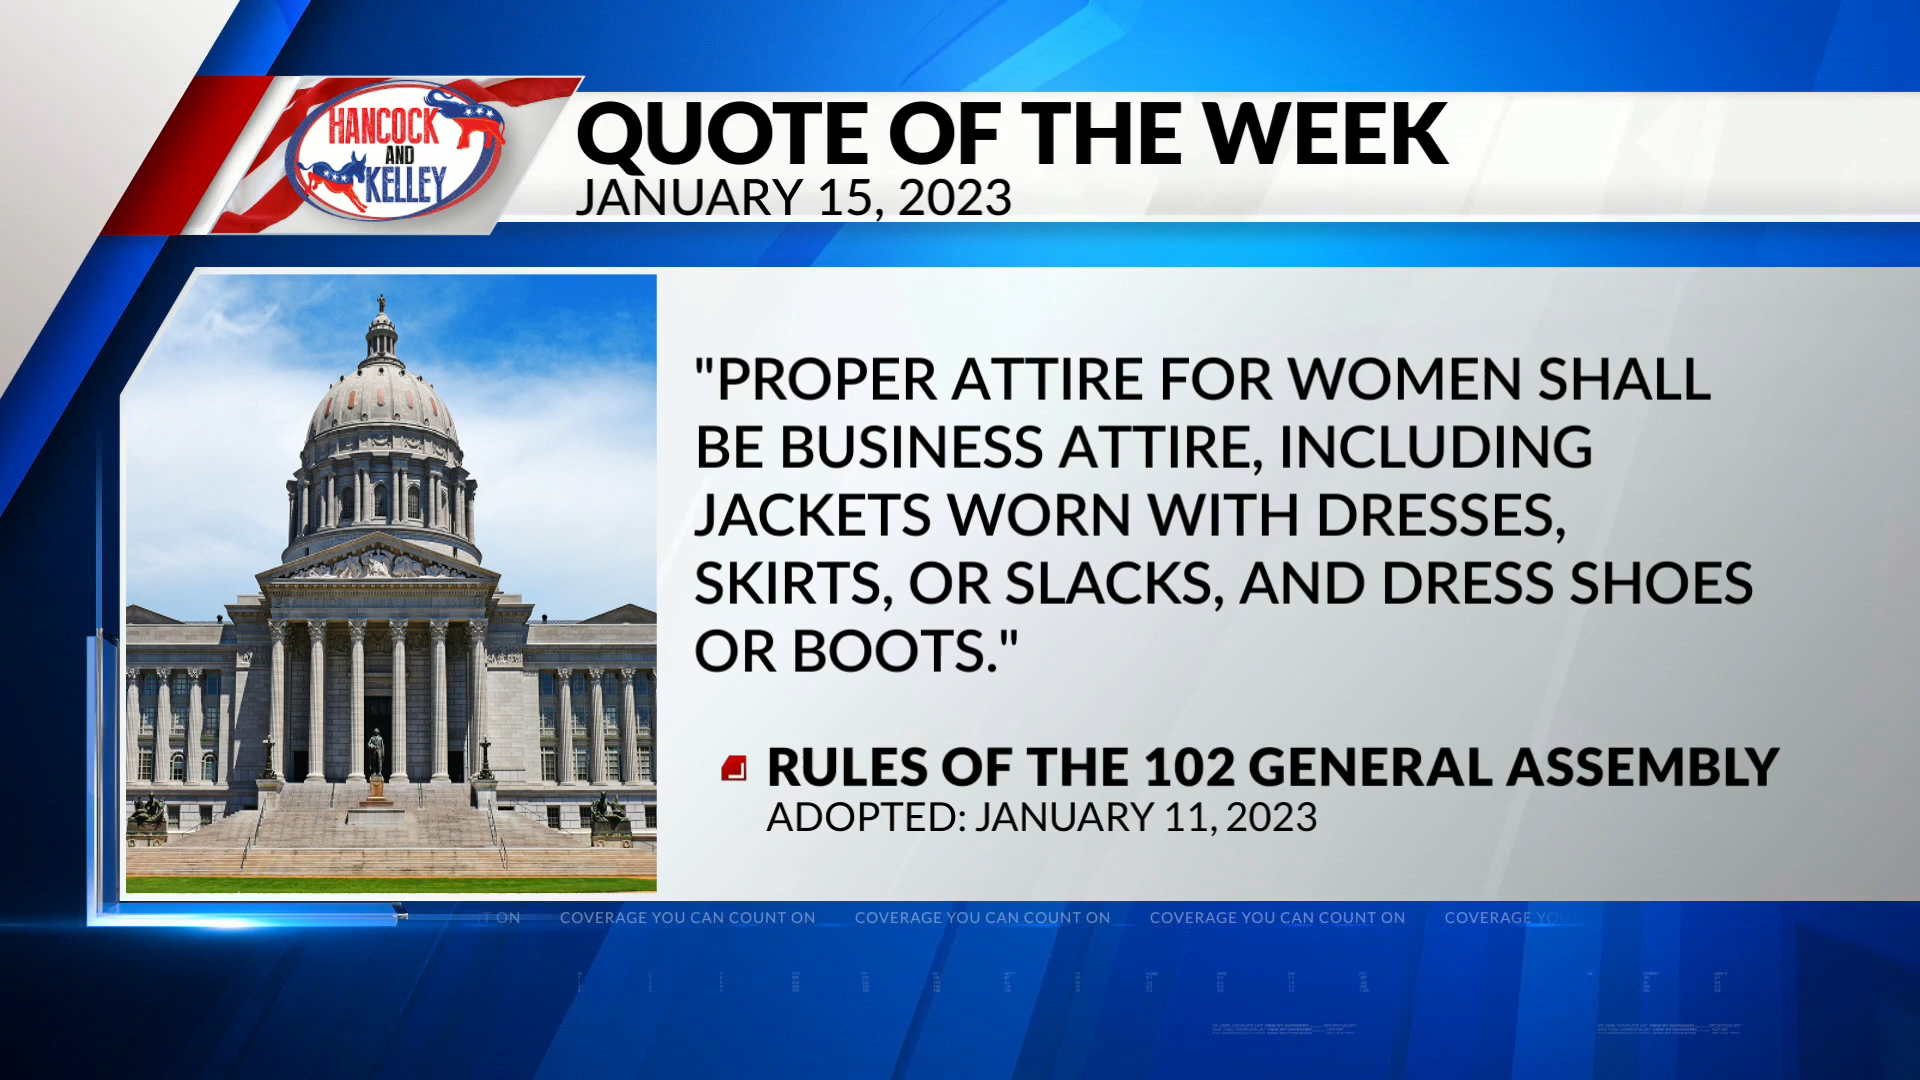 HANCOCK
AND
KELLEY
QUOTE OF THE WEEK
JANUARY 15, 2023
"PROPER ATTIRE FOR WOMEN SHALL
BE BUSINESS ATTIRE, INCLUDING
JACKETS WORN WITH DRESSES,
SKIRTS, OR SLACKS, AND DRESS SHOES
OR BOOTS."
RULES OF THE 102 GENERAL ASSEMBLY
ADOPTED: JANUARY 11, 2023
ON COVERAGE YOU CAN COUNT ON COVERAGE YOU CAN COUNT ON COVERAGE YOU CAN COUNT ON COVERAGE